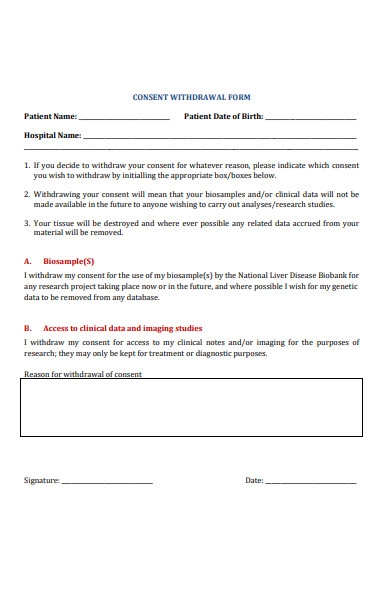 CONSENT WITHDRAWAL FORM
Patient Name: ________________________ Patient Date of Birth: ________________________
Hospital Name: ________________________________________________________________________
________________________________________________________________________________________
1. If you decide to withdraw your consent for whatever reason, please indicate which consent
you wish to withdraw by initialling the appropriate box/boxes below.
2. Withdrawing your consent will mean that your biosamples and/or clinical data will not be
made available in the future to anyone wishing to carry out analyses/research studies.
3. Your tissue will be destroyed and where ever possible any related data accrued from your
material will be removed.
A. Biosample(S)
I withdraw my consent for the use of my biosample(s) by the National Liver Disease Biobank for
any research project taking place now or in the future, and where possible I wish for my genetic
data to be removed from any database.
B. Access to clinical data and imaging studies
I withdraw my consent for access to my clinical notes and/or imaging for the purposes of
research; they may only be kept for treatment or diagnostic purposes.
Reason for withdrawal of consent
Signature: ________________________ Date: ________________________